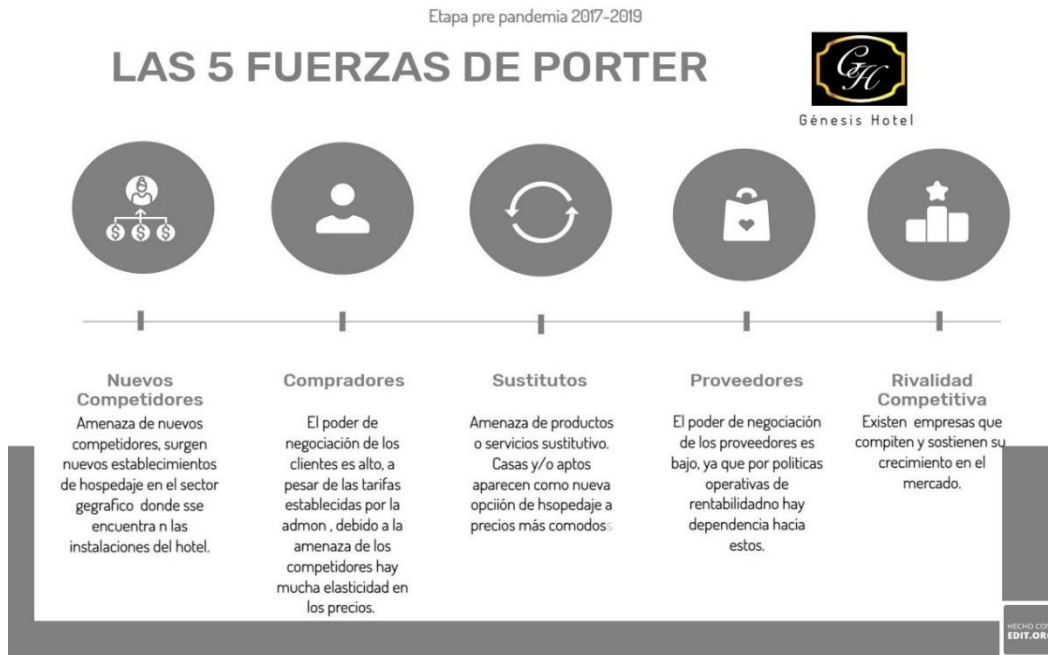 Etapa pre pandemia 2017-2019
LAS 5 FUERZAS DE PORTER
GH
Génesis Hotel
Nuevos
Competidores
Amenaza de nuevos
competidores, surgen
nuevos establecimientos
de hospedaje en el sector
gegrafico donde sse
encuentra n las
instalaciones del hotel.
Compradores
El poder de
negociación de los
clientes es alto, a
pesar de las tarifas
establecidas por la
admon , debido a la
amenaza de los
competidores hay
mucha elasticidad en
los precios.
Sustitutos
Amenaza de productos
o servicios sustitutivo.
Casas y/o aptos
aparecen como nueva
opciión de hsopedaje a
precios más comodos
Proveedores
El poder de negociación
de los proveedores es
bajo, ya que por politicas
operativas de
rentabilidadno hay
dependencia hacia
estos.
Rivalidad
Competitiva
Existen empresas que
compiten y sostienen su
crecimiento en el
mercado.
HECHO CON
EDIT.ORG